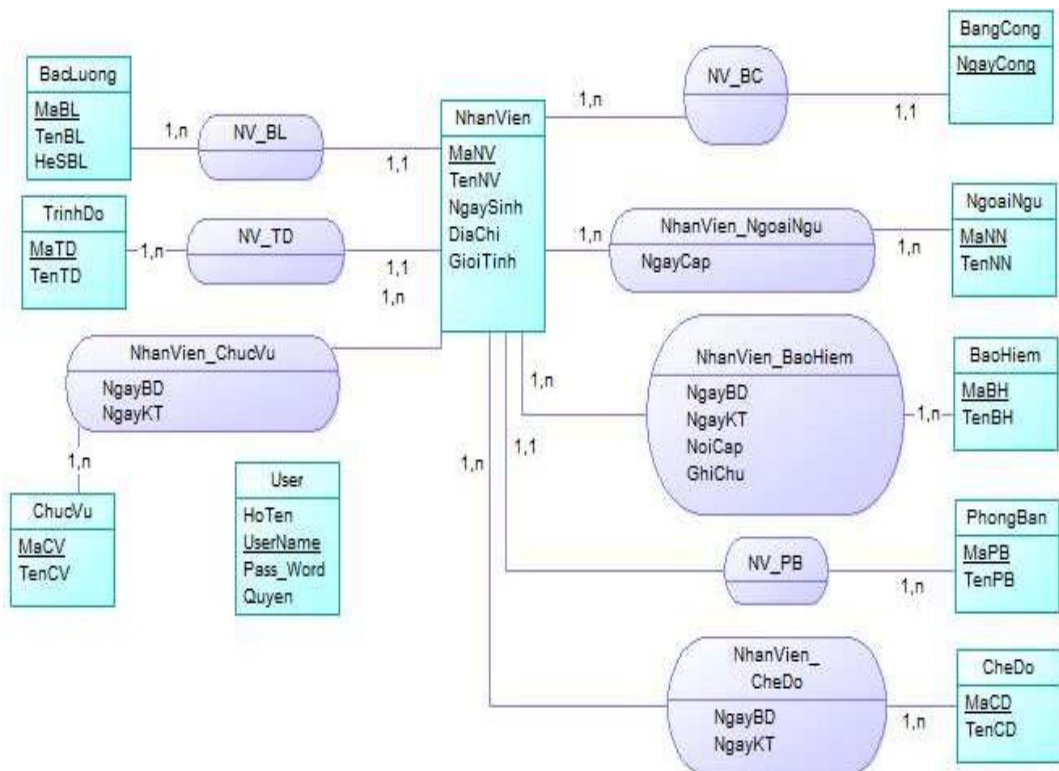 BangCong
NgayCong
NV_BC
1,n
1,1
BacLuong
MaBL
TenBL
HeSBL
1,n
NV_BL
1,1
NhanVien
MaNV
TenNV
NgaySinh
DiaChi
GioiTinh
TrinhDo
MaTD
TenTD
1,n
NV_TD
1,1
1,n
NhanVien_NgoaiNgu
NgayCap
1,n
1,n
NgoaiNgu
MaNN
TenNN
NhanVien_ChucVu
NgayBD
NgayKT
1,n
ChucVu
MaCV
TenCV
User
HoTen
UserName
Pass_Word
Quyen
NhanVien_BaoHiem
NgayBD
NgayKT
NoiCap
GhiChu
1,n
1,n
BaoHiem
MaBH
TenBH
1,1
NV_PB
1,n
PhongBan
MaPB
TenPB
1,n
NhanVien_
CheDo
NgayBD
NgayKT
1,n
CheDo
MaCD
TenCD